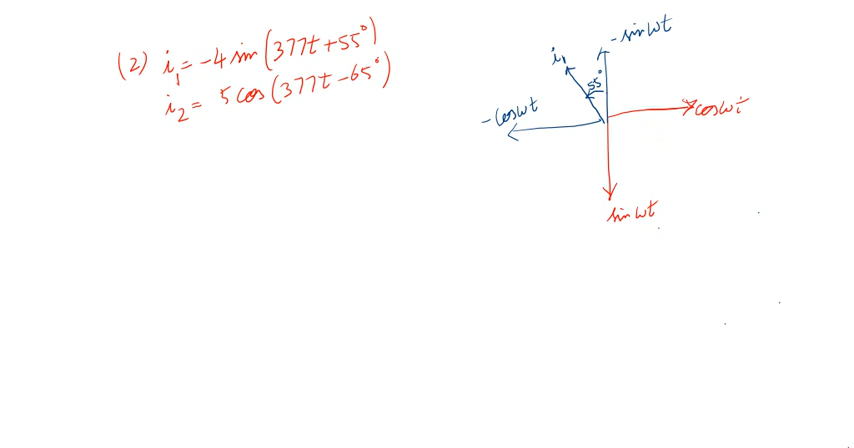 (2) i₁ = -4 sin(377t + 55°)
i₂ = 5 cos(377t - 65°)
-sin ωt
i₁
55°
-cos ωt
cos ωt
sin ωt